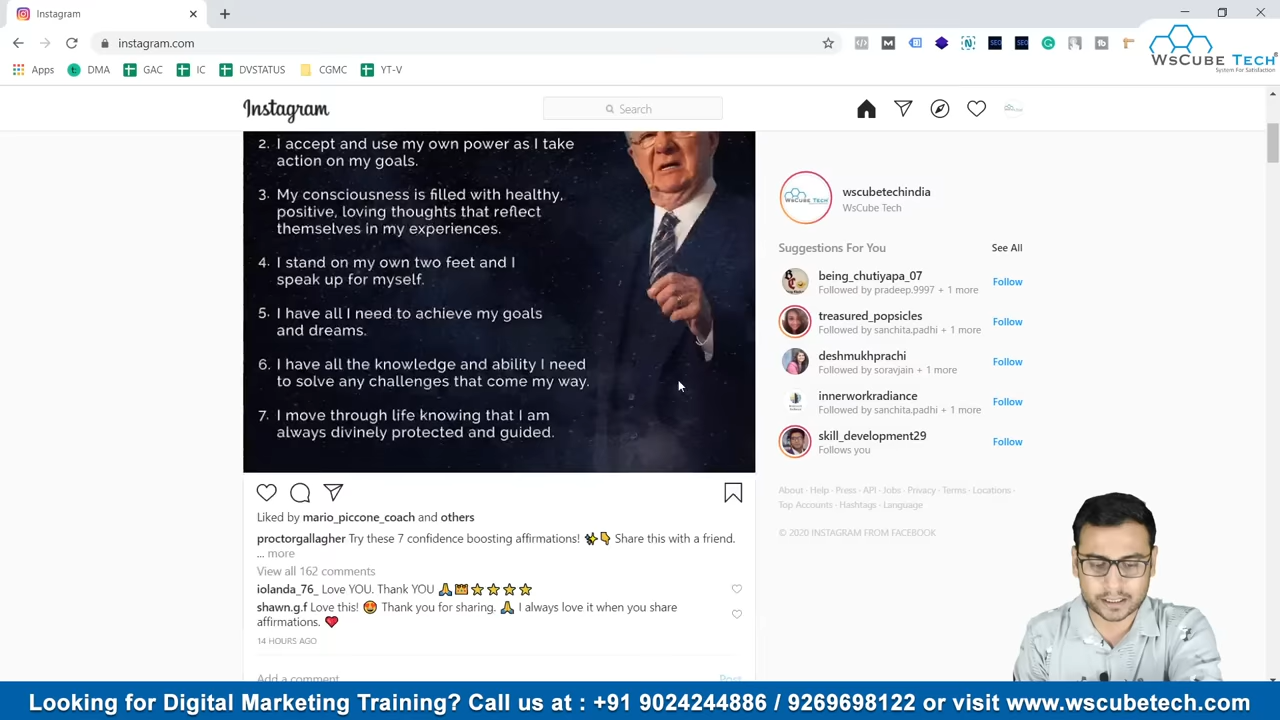 Instagram
instagram.com
Apps
DMA
GAC
IC
DVSTATUS
CGMC
YT-V
WsCube Tech
System For Satisfaction
Instagram
Search
2. I accept and use my own power as I take
action on my goals.
3. My consciousness is filled with healthy,
positive, loving thoughts that reflect
themselves in my experiences.
4. I stand on my own two feet and I
speak up for myself.
5. I have all I need to achieve my goals
and dreams.
6. I have all the knowledge and ability I need
to solve any challenges that come my way.
7. I move through life knowing that I am
always divinely protected and guided.
Liked by mario_piccone_coach and others
proctorgallagher Try these 7 confidence boosting affirmations! ✨👇 Share this with a friend.
... more
View all 162 comments
iolanda_76_ Love YOU. Thank YOU 🙏👑⭐⭐⭐⭐
shawn.g.f Love this! 😍 Thank you for sharing. 🙏 I always love it when you share
affirmations. ❤️
14 HOURS AGO
Add a comment...
Post
wscubetechindia
WsCube Tech
Suggestions For You
See All
being_chutiyapa_07
Followed by pradeep.9997 + 1 more
Follow
treasured_popsicles
Followed by sanchita.padhi + 1 more
Follow
deshmukhprachi
Followed by soravjain + 1 more
Follow
innerworkradiance
Followed by sanchita.padhi + 1 more
Follow
skill_development29
Follows you
Follow
About · Help · Press · API · Jobs · Privacy · Terms · Locations ·
Top Accounts · Hashtags · Language
© 2020 INSTAGRAM FROM FACEBOOK
Looking for Digital Marketing Training? Call us at : +91 9024244886 / 9269698122 or visit www.wscubetech.com